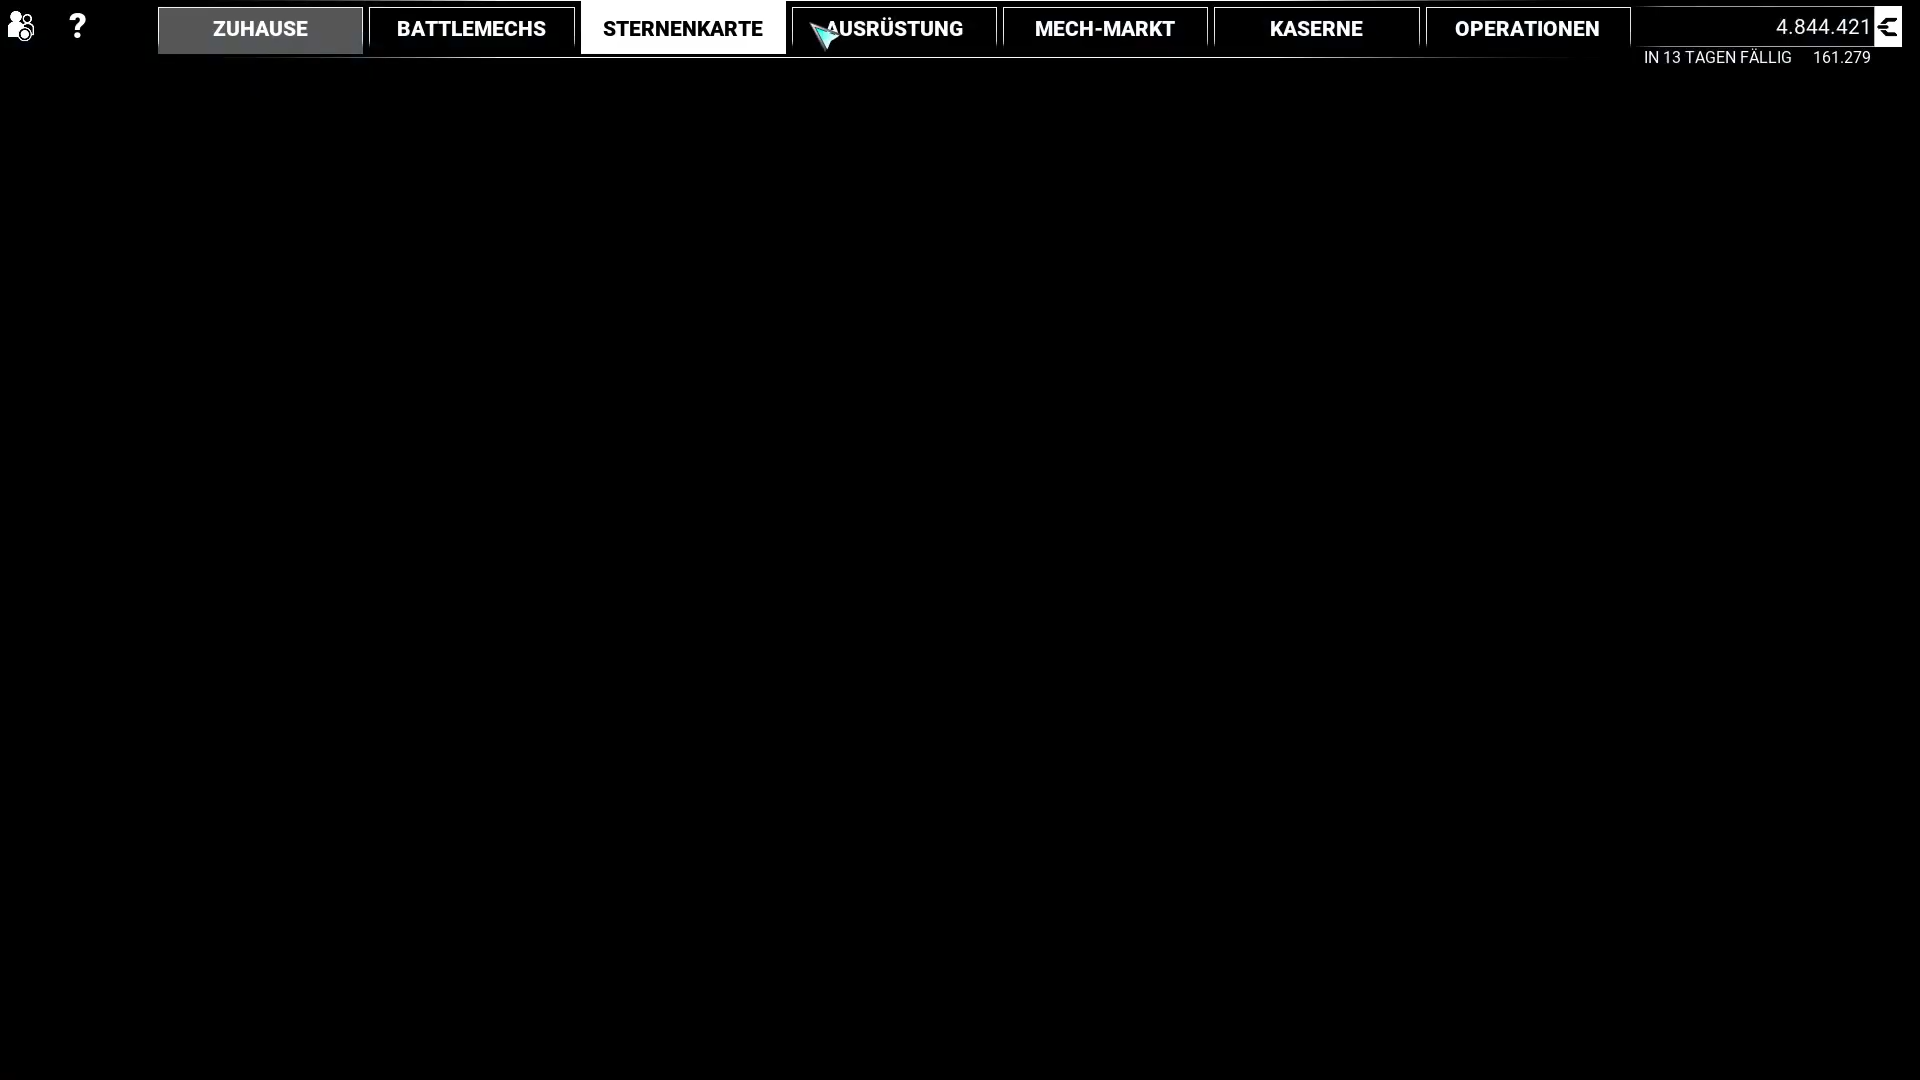 ? ZUHAUSE BATTLEMECHS STERNENKARTE AUSRÜSTUNG MECH-MARKT KASERNE OPERATIONEN 4.844.421
IN 13 TAGEN FÄLLIG 161.279